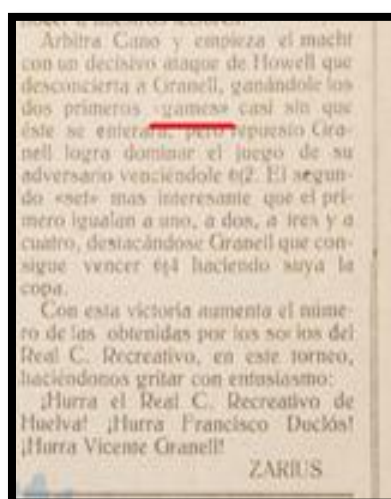 Arbitra Cano y empieza el macht
con un decisivo ataque de Howell que
desconcierta a Granell, ganándole los
dos primeros «games» casi sin que
éste se enterara, pero repuesto Gra-
nell logra dominar el juego de su
adversario venciéndole 6|2. El segun-
do «set» mas interesante que el pri-
mero igualan a uno, a dos, a tres y a
cuatro, destacándose Granell que con-
sigue vencer 6|4 haciendo suya la
copa.
Con esta victoria aumenta el núme-
ro de las obtenidas por los socios del
Real C. Recreativo, en este torneo,
haciéndonos gritar con entusiasmo:
¡Hurra el Real C. Recreativo de
Huelva! ¡Hurra Francisco Duclós!
¡Hurra Vicente Granell!
ZARIUS